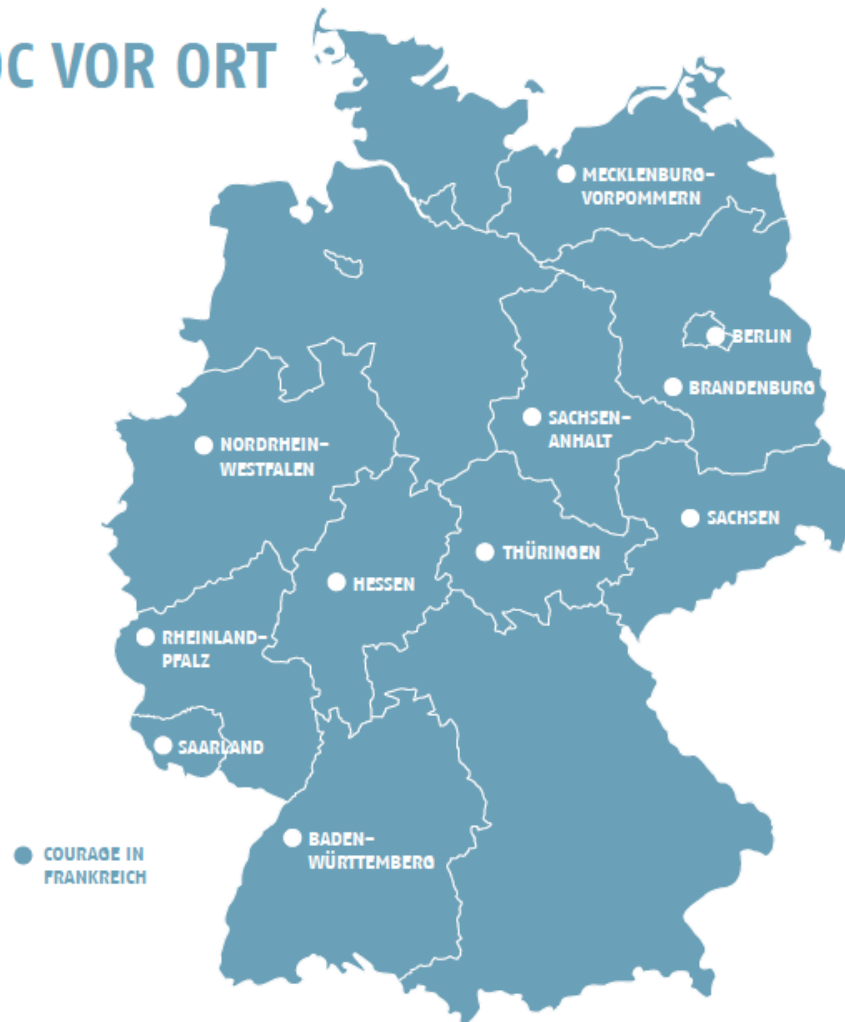 VOR ORT
MECKLENBURG-
VORPOMMERN
BERLIN
BRANDENBURG
SACHSEN-
ANHALT
NORDRHEIN-
WESTFALEN
SACHSEN
THÜRINGEN
HESSEN
RHEINLAND-
PFALZ
SAARLAND
BADEN-
WÜRTTEMBERG
COURAGE IN
FRANKREICH